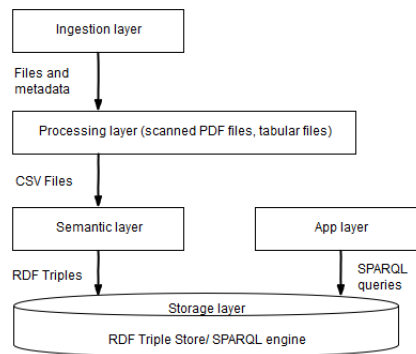 Ingestion layer
Files and
metadata
Processing layer (scanned PDF files, tabular files)
CSV Files
Semantic layer
App layer
RDF Triples
SPARQL
queries
Storage layer
RDF Triple Store/ SPARQL engine